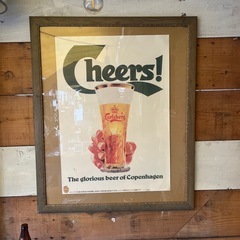 Cheers!
Carlsberg
The glorious beer of Copenhagen